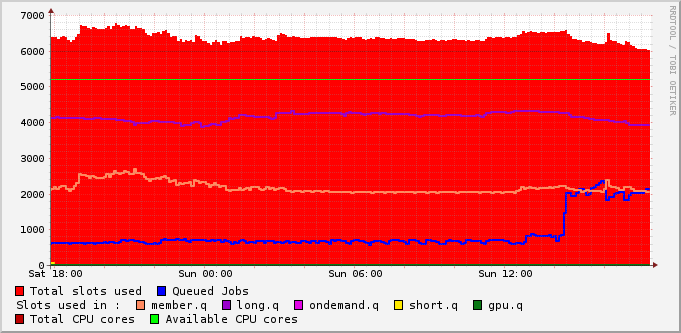 7000
6000
5000
4000
3000
2000
1000
0
Sat 18:00 Sun 00:00 Sun 06:00 Sun 12:00
Total slots used Queued Jobs
Slots used in : member.q long.q ondemand.q short.q gpu.q
Total CPU cores Available CPU cores
RRDTOOL / TOBI OETIKER